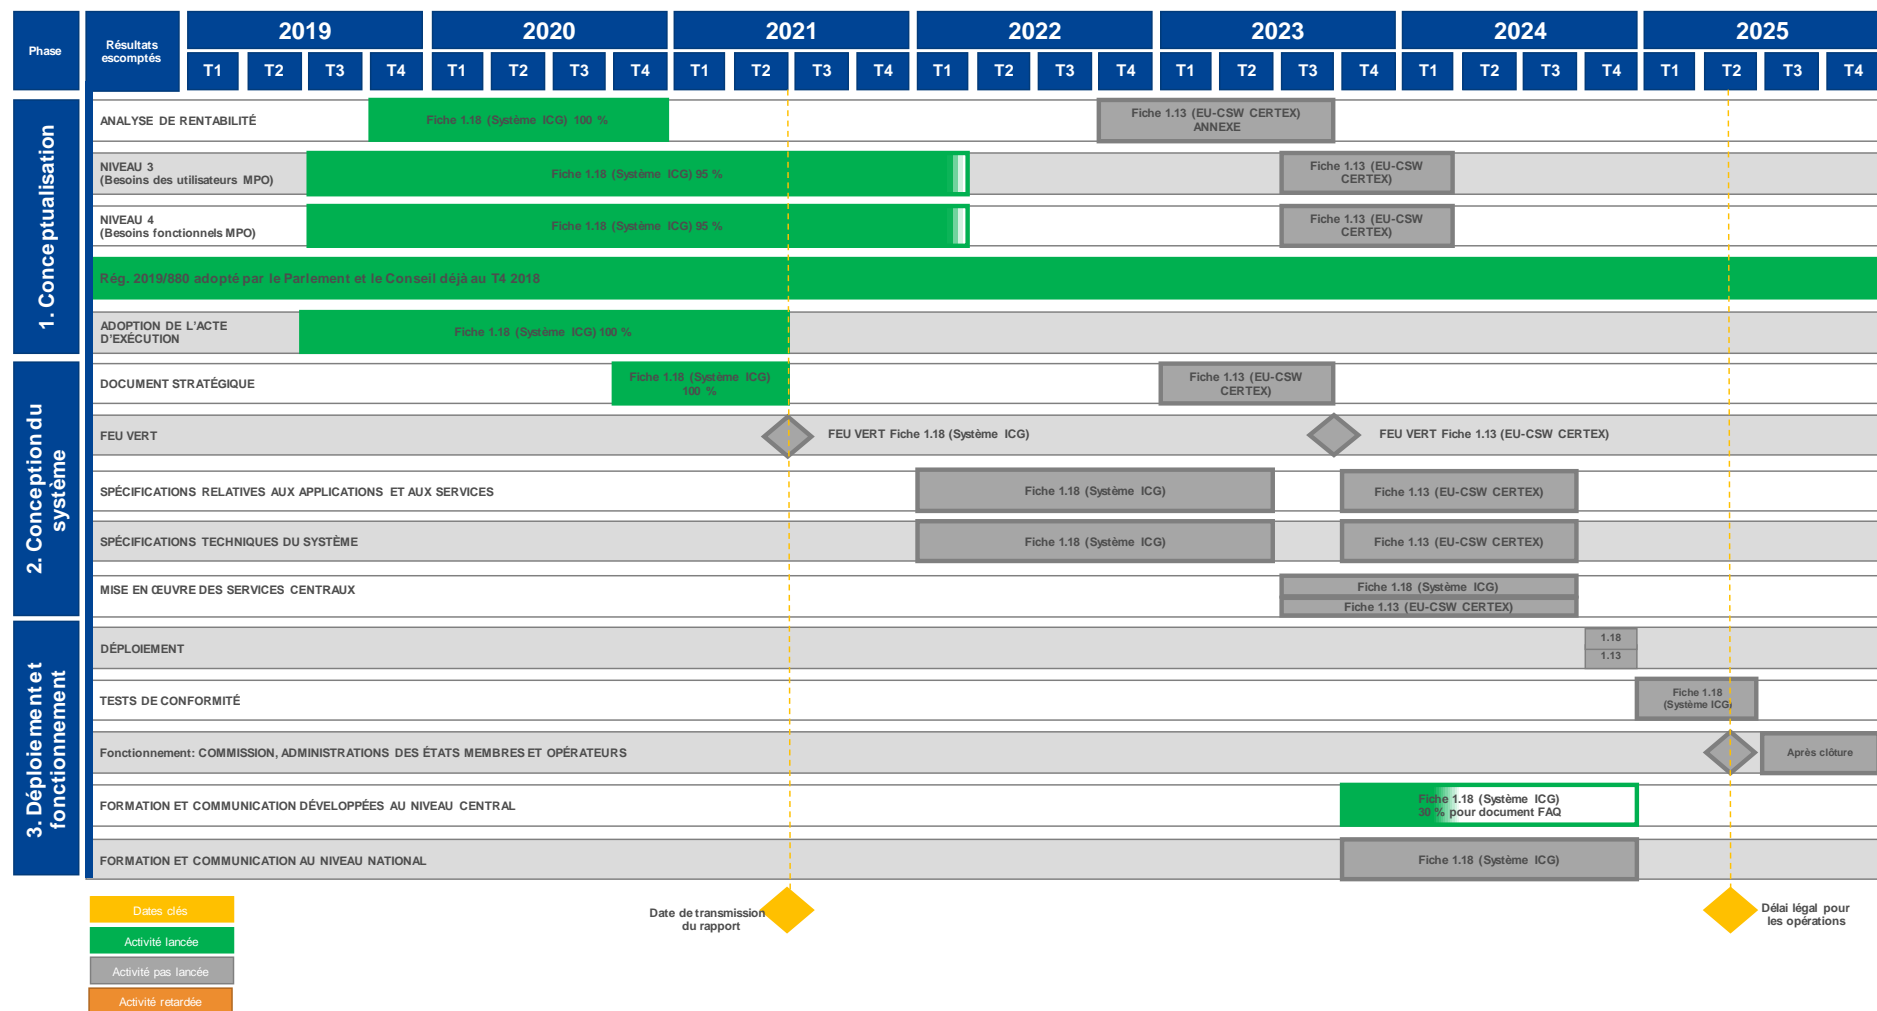 Phase
Résultats
escomptés
2019
2020
2021
2022
2023
2024
2025
T1 T2 T3 T4 T1 T2 T3 T4 T1 T2 T3 T4 T1 T2 T3 T4 T1 T2 T3 T4 T1 T2 T3 T4 T1 T2 T3 T4
1. Conceptualisation
ANALYSE DE RENTABILITÉ
Fiche 1.18 (Système ICG) 100 %
Fiche 1.13 (EU-CSW CERTEX)
ANNEXE
NIVEAU 3
(Besoins des utilisateurs MPO)
Fiche 1.18 (Système ICG) 95 %
Fiche 1.13 (EU-CSW
CERTEX)
NIVEAU 4
(Besoins fonctionnels MPO)
Fiche 1.18 (Système ICG) 95 %
Fiche 1.13 (EU-CSW
CERTEX)
Rég. 2019/880 adopté par le Parlement et le Conseil déjà au T4 2018
ADOPTION DE L'ACTE
D'EXÉCUTION
Fiche 1.18 (Système ICG) 100 %
2. Conception du
système
DOCUMENT STRATÉGIQUE
Fiche 1.18 (Système ICG)
100 %
Fiche 1.13 (EU-CSW
CERTEX)
FEU VERT
FEU VERT Fiche 1.18 (Système ICG)
FEU VERT Fiche 1.13 (EU-CSW CERTEX)
SPÉCIFICATIONS RELATIVES AUX APPLICATIONS ET AUX SERVICES
Fiche 1.18 (Système ICG)
Fiche 1.13 (EU-CSW CERTEX)
SPÉCIFICATIONS TECHNIQUES DU SYSTÈME
Fiche 1.18 (Système ICG)
Fiche 1.13 (EU-CSW CERTEX)
MISE EN ŒUVRE DES SERVICES CENTRAUX
Fiche 1.18 (Système ICG)
Fiche 1.13 (EU-CSW CERTEX)
3. Déploiement et
fonctionnement
DÉPLOIEMENT
1.18
1.13
TESTS DE CONFORMITÉ
Fiche 1.18
(Système ICG)
Fonctionnement: COMMISSION, ADMINISTRATIONS DES ÉTATS MEMBRES ET OPÉRATEURS
Après clôture
FORMATION ET COMMUNICATION DÉVELOPPÉES AU NIVEAU CENTRAL
Fiche 1.18 (Système ICG)
30 % pour document FAQ
FORMATION ET COMMUNICATION AU NIVEAU NATIONAL
Fiche 1.18 (Système ICG)
Dates clés
Activité lancée
Activité pas lancée
Activité retardée
Date de transmission
du rapport
Délai légal pour
les opérations